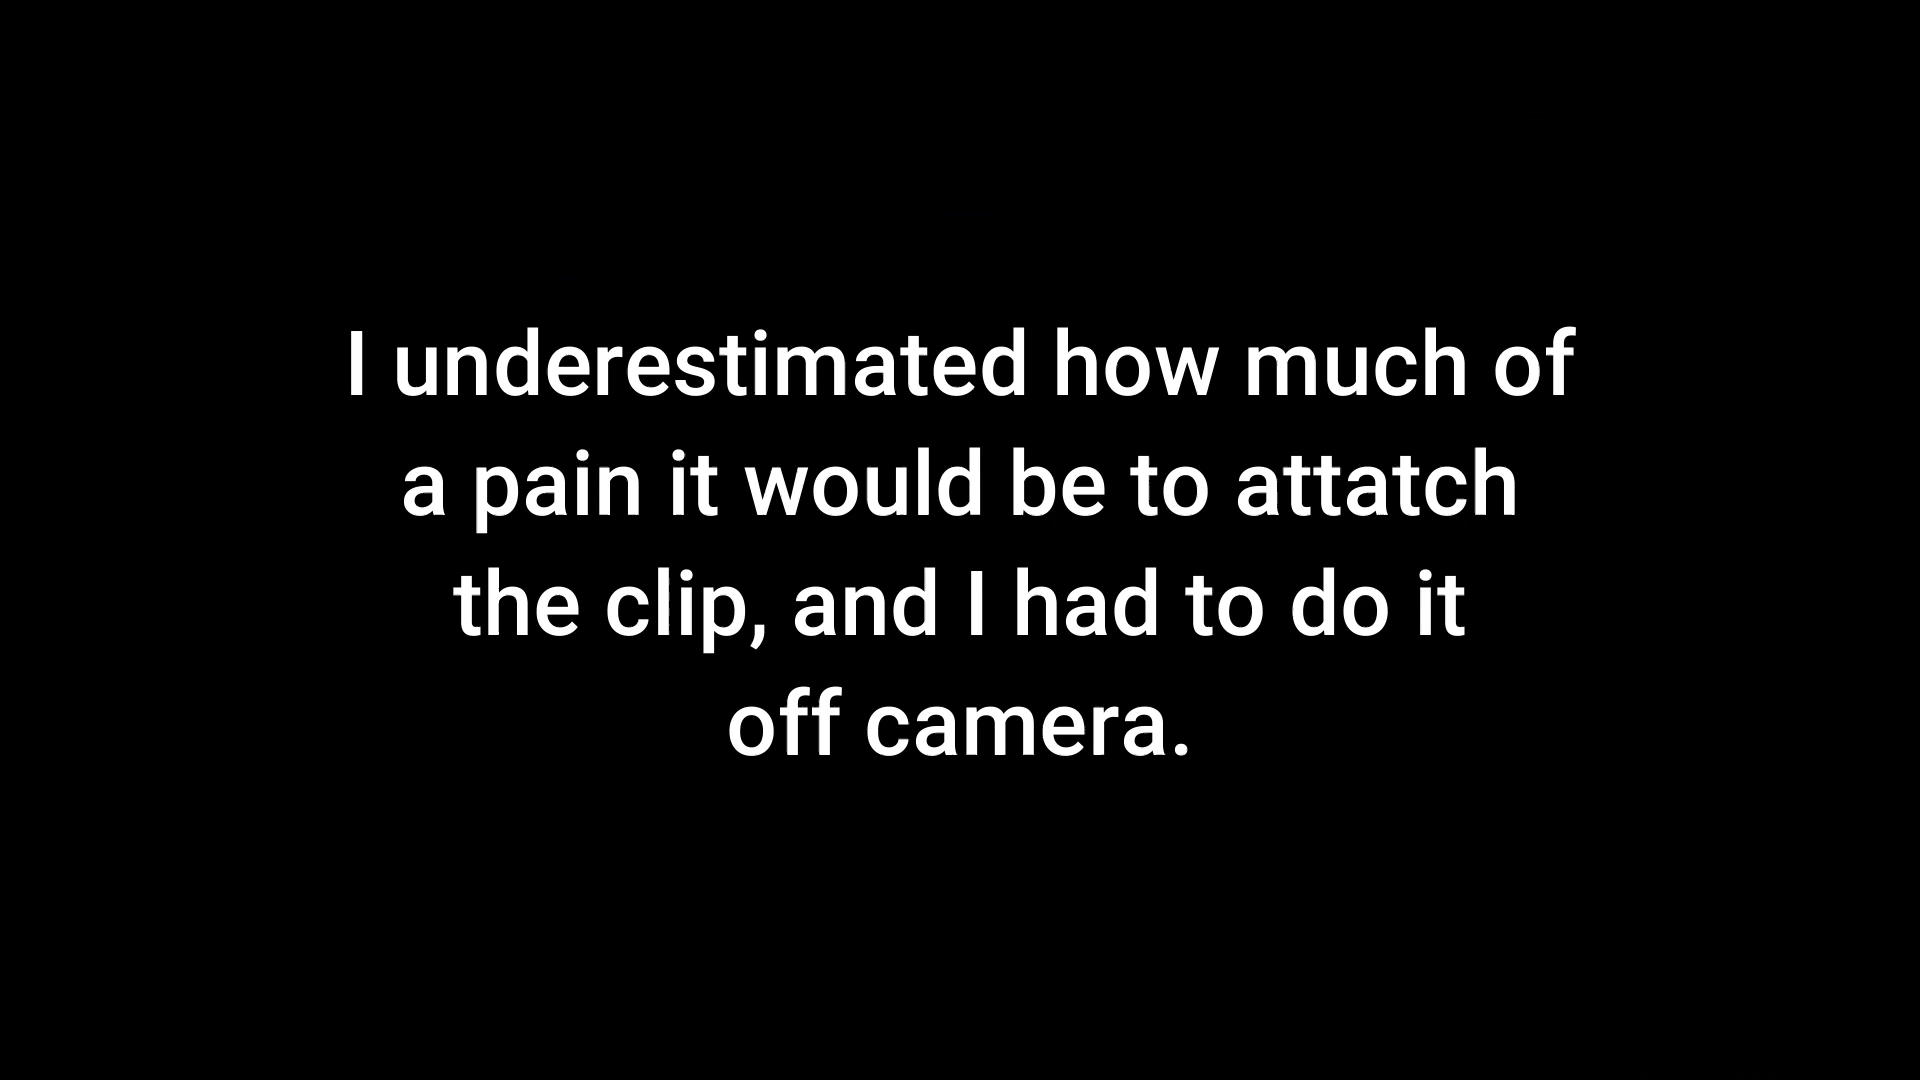 I underestimated how much of
a pain it would be to attatch
the clip, and I had to do it
off camera.